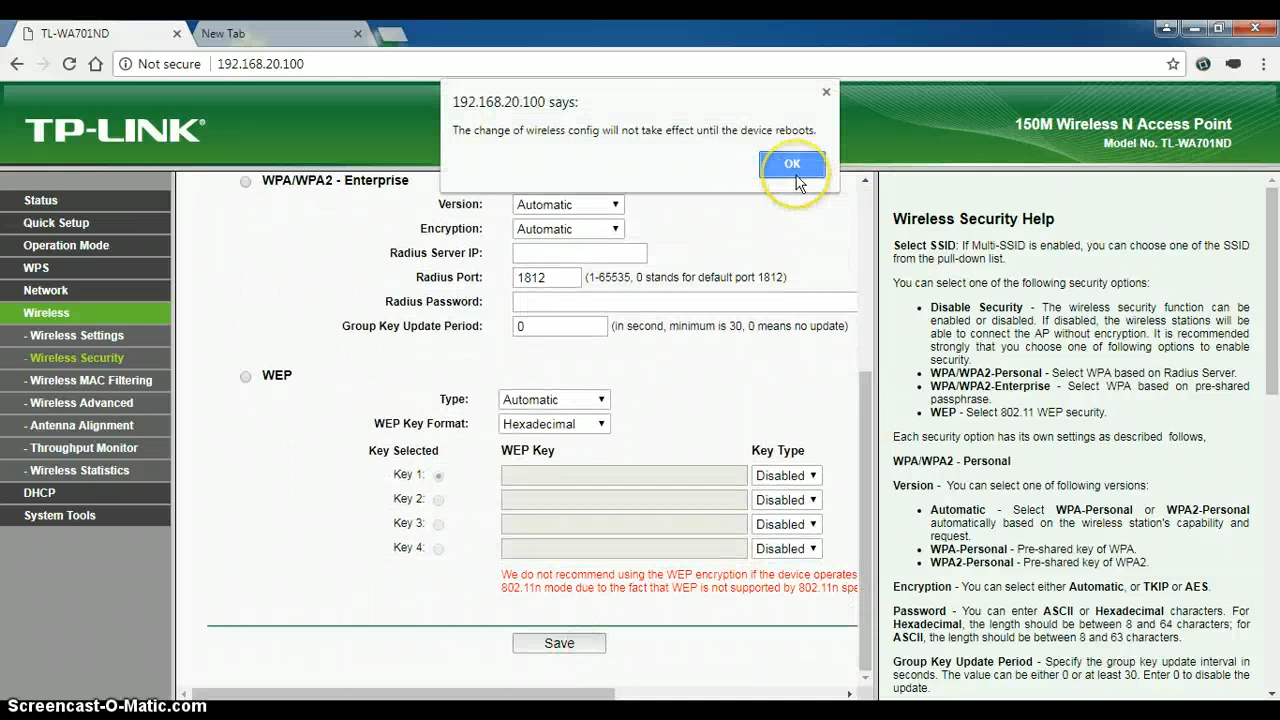 TL-WA701ND
New Tab
Not secure
192.168.20.100
192.168.20.100 says:
The change of wireless config will not take effect until the device reboots.
OK
TP-LINK
150M Wireless N Access Point
Model No. TL-WA701ND
Status
Quick Setup
Operation Mode
WPS
Network
Wireless
- Wireless Settings
- Wireless Security
- Wireless MAC Filtering
- Wireless Advanced
- Antenna Alignment
- Throughput Monitor
- Wireless Statistics
DHCP
System Tools
WPA/WPA2 - Enterprise
Version: Automatic
Encryption: Automatic
Radius Server IP:
Radius Port: 1812 (1-65535, 0 stands for default port 1812)
Radius Password:
Group Key Update Period: 0 (in second, minimum is 30, 0 means no update)
WEP
Type: Automatic
WEP Key Format: Hexadecimal
Key Selected WEP Key Key Type
Key 1: Disabled
Key 2: Disabled
Key 3: Disabled
Key 4: Disabled
We do not recommend using the WEP encryption if the device operates
802.11n mode due to the fact that WEP is not supported by 802.11n spe
Save
Wireless Security Help
Select SSID: If Multi-SSID is enabled, you can choose one of the SSID
from the pull-down list.
You can select one of the following security options:
Disable Security - The wireless security function can be
enabled or disabled. If disabled, the wireless stations will be
able to connect the AP without encryption. It is recommended
strongly that you choose one of following options to enable
security.
WPA/WPA2-Personal - Select WPA based on Radius Server.
WPA/WPA2-Enterprise - Select WPA based on pre-shared
passphrase.
WEP - Select 802.11 WEP security.
Each security option has its own settings as described follows,
WPA/WPA2 - Personal
Version - You can select one of following versions:
Automatic - Select WPA-Personal or WPA2-Personal
automatically based on the wireless station's capability and
request.
WPA-Personal - Pre-shared key of WPA.
WPA2-Personal - Pre-shared key of WPA2.
Encryption - You can select either Automatic, or TKIP or AES.
Password - You can enter ASCII or Hexadecimal characters. For
Hexadecimal, the length should be between 8 and 64 characters; for
ASCII, the length should be between 8 and 63 characters.
Group Key Update Period - Specify the group key update interval in
seconds. The value can be either 0 or at least 30. Enter 0 to disable the
update.
Screencast-O-Matic.com